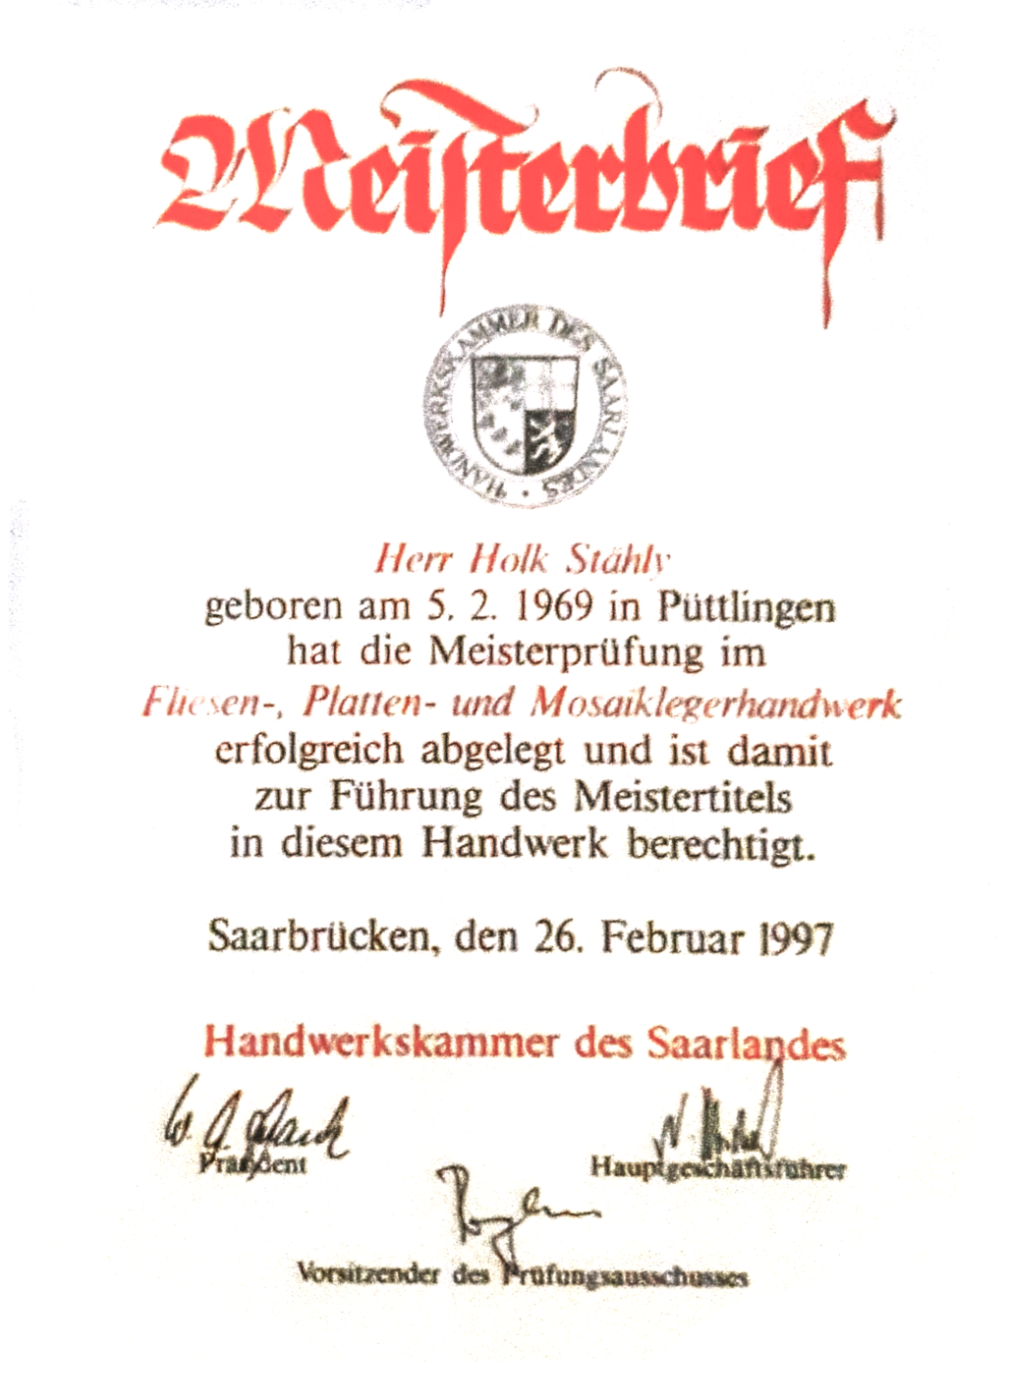 Meisterbrief
HANDWERKSKAMMER DES SAARLANDES
Herr Holk Stähly
geboren am 5. 2. 1969 in Püttlingen
hat die Meisterprüfung im
Fliesen-, Platten- und Mosaiklegerhandwerk
erfolgreich abgelegt und ist damit
zur Führung des Meistertitels
in diesem Handwerk berechtigt.
Saarbrücken, den 26. Februar 1997
Handwerkskammer des Saarlandes
Präsident
Hauptgeschäftsführer
Vorsitzender des Prüfungsausschusses